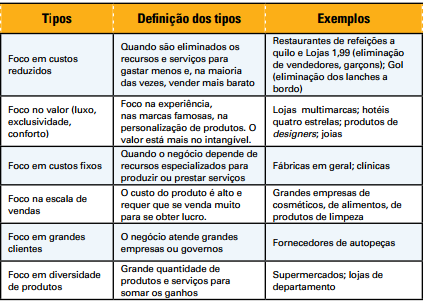 Tipos
Definição dos tipos
Exemplos
Foco em custos
reduzidos
Quando são eliminados os
recursos e serviços para
gastar menos e, na maioria
das vezes, vender mais barato
Restaurantes de refeições a
quilo e Lojas 1,99 (eliminação
de vendedores, garçons); Gol
(eliminação dos lanches a
bordo)
Foco no valor (luxo,
exclusividade,
conforto)
Foco na experiência,
nas marcas famosas, na
personalização de produtos. O
valor está mais no intangível.
Lojas multimarcas; hotéis
quatro estrelas; produtos de
designers; joias
Foco em custos fixos
Quando o negócio depende de
recursos especializados para
produzir ou prestar serviços
Fábricas em geral; clínicas
Foco na escala de
vendas
O custo do produto é alto e
requer que se venda muito
para se obter lucro.
Grandes empresas de
cosméticos, de alimentos, de
produtos de limpeza
Foco em grandes
clientes
O negócio atende grandes
empresas ou governos
Fornecedores de autopeças
Foco em diversidade
de produtos
Grande quantidade de
produtos e serviços para
somar os ganhos
Supermercados; lojas de
departamento